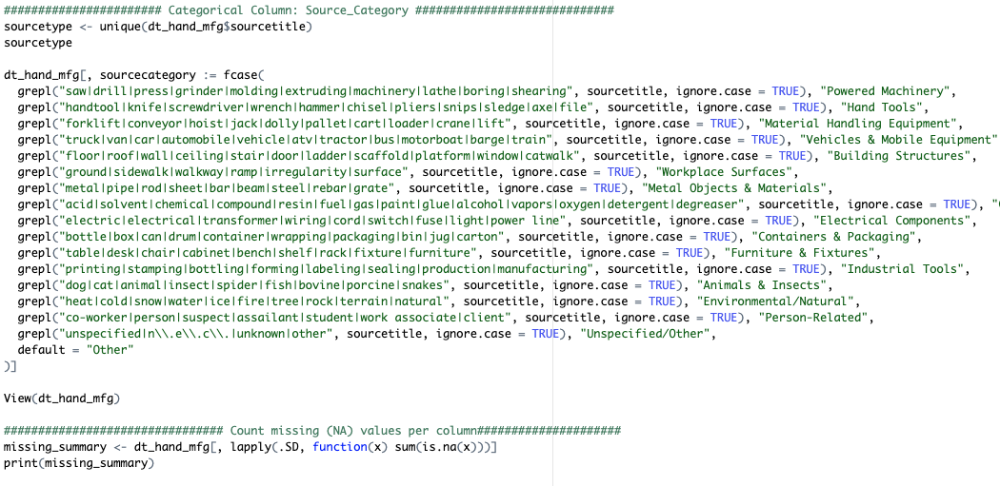 ####################### Categorical Column: Source_Category #############################
sourcetype <- unique(dt_hand_mfg$sourcetitle)
sourcetype
dt_hand_mfg[, sourcecategory := fcase(
  grepl("saw|drill|press|grinder|molding|extruding|machinery|lathe|boring|shearing", sourcetitle, ignore.case = TRUE), "Powered Machinery",
  grepl("handtool|knife|screwdriver|wrench|hammer|chisel|pliers|snips|sledge|axe|file", sourcetitle, ignore.case = TRUE), "Hand Tools",
  grepl("forklift|conveyor|hoist|jack|dolly|pallet|cart|loader|crane|lift", sourcetitle, ignore.case = TRUE), "Material Handling Equipment",
  grepl("truck|van|car|automobile|vehicle|atv|tractor|bus|motorboat|barge|train", sourcetitle, ignore.case = TRUE), "Vehicles & Mobile Equipment"
  grepl("floor|roof|wall|ceiling|stair|door|ladder|scaffold|platform|window|catwalk", sourcetitle, ignore.case = TRUE), "Building Structures",
  grepl("ground|sidewalk|walkway|ramp|irregularity|surface", sourcetitle, ignore.case = TRUE), "Workplace Surfaces",
  grepl("metal|pipe|rod|sheet|bar|beam|steel|rebar|grate", sourcetitle, ignore.case = TRUE), "Metal Objects & Materials",
  grepl("acid|solvent|chemical|compound|resin|fuel|gas|paint|glue|alcohol|vapors|oxygen|detergent|degreaser", sourcetitle, ignore.case = TRUE), "
  grepl("electric|electrical|transformer|wiring|cord|switch|fuse|light|power line", sourcetitle, ignore.case = TRUE), "Electrical Components",
  grepl("bottle|box|can|drum|container|wrapping|packaging|bin|jug|carton", sourcetitle, ignore.case = TRUE), "Containers & Packaging",
  grepl("table|desk|chair|cabinet|bench|shelf|rack|fixture|furniture", sourcetitle, ignore.case = TRUE), "Furniture & Fixtures",
  grepl("printing|stamping|bottling|forming|labeling|sealing|production|manufacturing", sourcetitle, ignore.case = TRUE), "Industrial Tools",
  grepl("dog|cat|animal|insect|spider|fish|bovine|porcine|snakes", sourcetitle, ignore.case = TRUE), "Animals & Insects",
  grepl("heat|cold|snow|water|ice|fire|tree|rock|terrain|natural", sourcetitle, ignore.case = TRUE), "Environmental/Natural",
  grepl("co-worker|person|suspect|assailant|student|work associate|client", sourcetitle, ignore.case = TRUE), "Person-Related",
  grepl("unspecified|n\\.e\\.c\\.|unknown|other", sourcetitle, ignore.case = TRUE), "Unspecified/Other",
  default = "Other"
)]
View(dt_hand_mfg)
################################ Count missing (NA) values per column#####################
missing_summary <- dt_hand_mfg[, lapply(.SD, function(x) sum(is.na(x)))]
print(missing_summary)